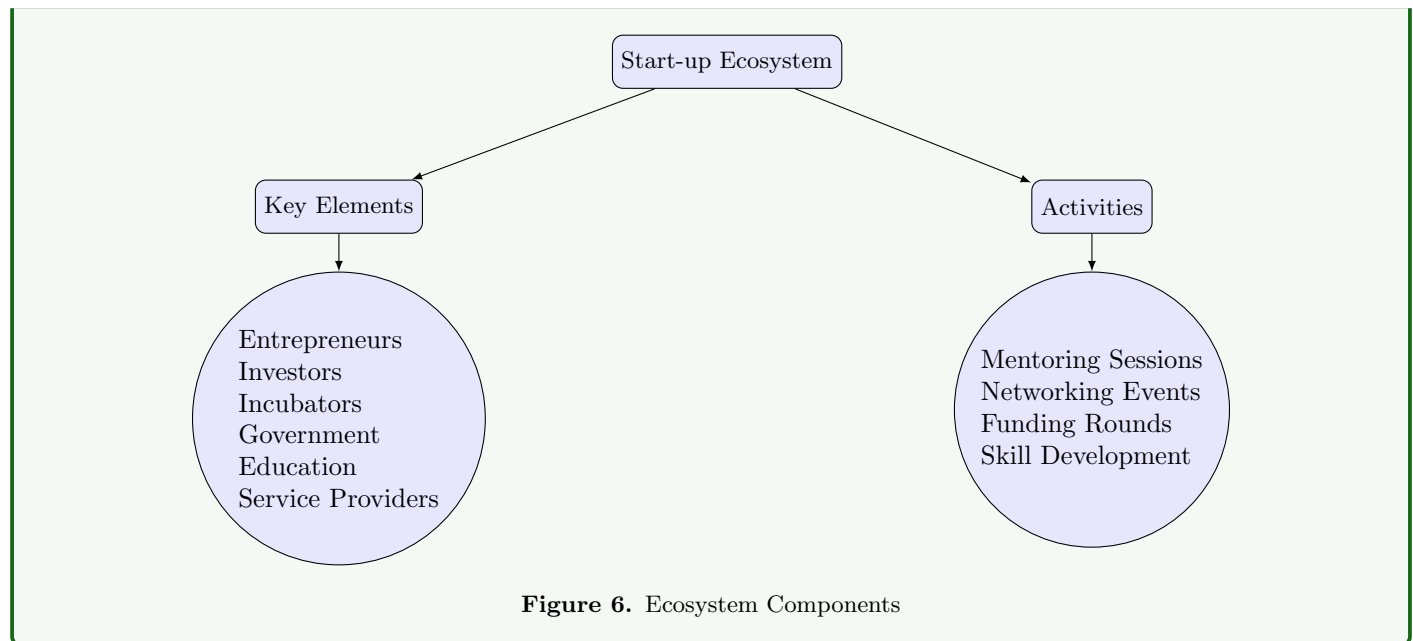 Start-up Ecosystem
Key Elements
Activities
Entrepreneurs
Investors
Incubators
Government
Education
Service Providers
Mentoring Sessions
Networking Events
Funding Rounds
Skill Development
Figure 6. Ecosystem Components